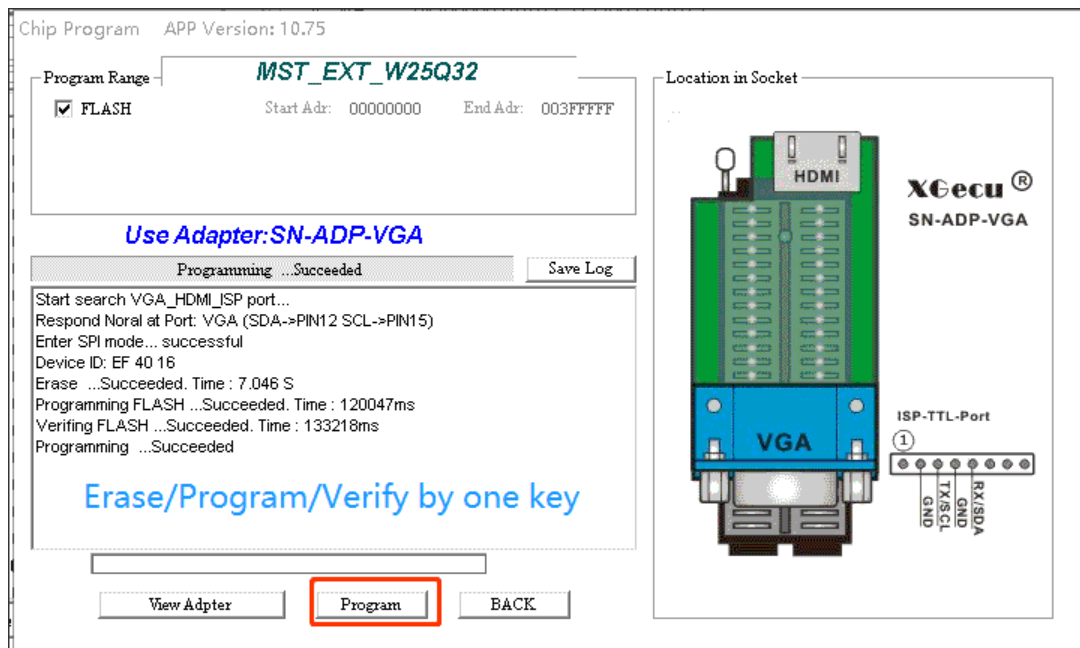 Chip Program APP Version: 10.75
Program Range
MST_EXT_W25Q32
FLASH Start Adr: 00000000 End Adr: 003FFFFF
Use Adapter:SN-ADP-VGA
Programming ...Succeeded
Save Log
Start search VGA_HDMI_ISP port...
Respond Noral at Port: VGA (SDA->PIN12 SCL->PIN15)
Enter SPI mode... successful
Device ID: EF 40 16
Erase ...Succeeded. Time : 7.046 S
Programming FLASH ...Succeeded. Time : 120047ms
Verifing FLASH ...Succeeded. Time : 133218ms
Programming ...Succeeded
Erase/Program/Verify by one key
View Adpter
Program
BACK
Location in Socket
HDMI
XGecu ®
SN-ADP-VGA
VGA
ISP-TTL-Port
1
GND
TX/SCL
GND
RX/SDA